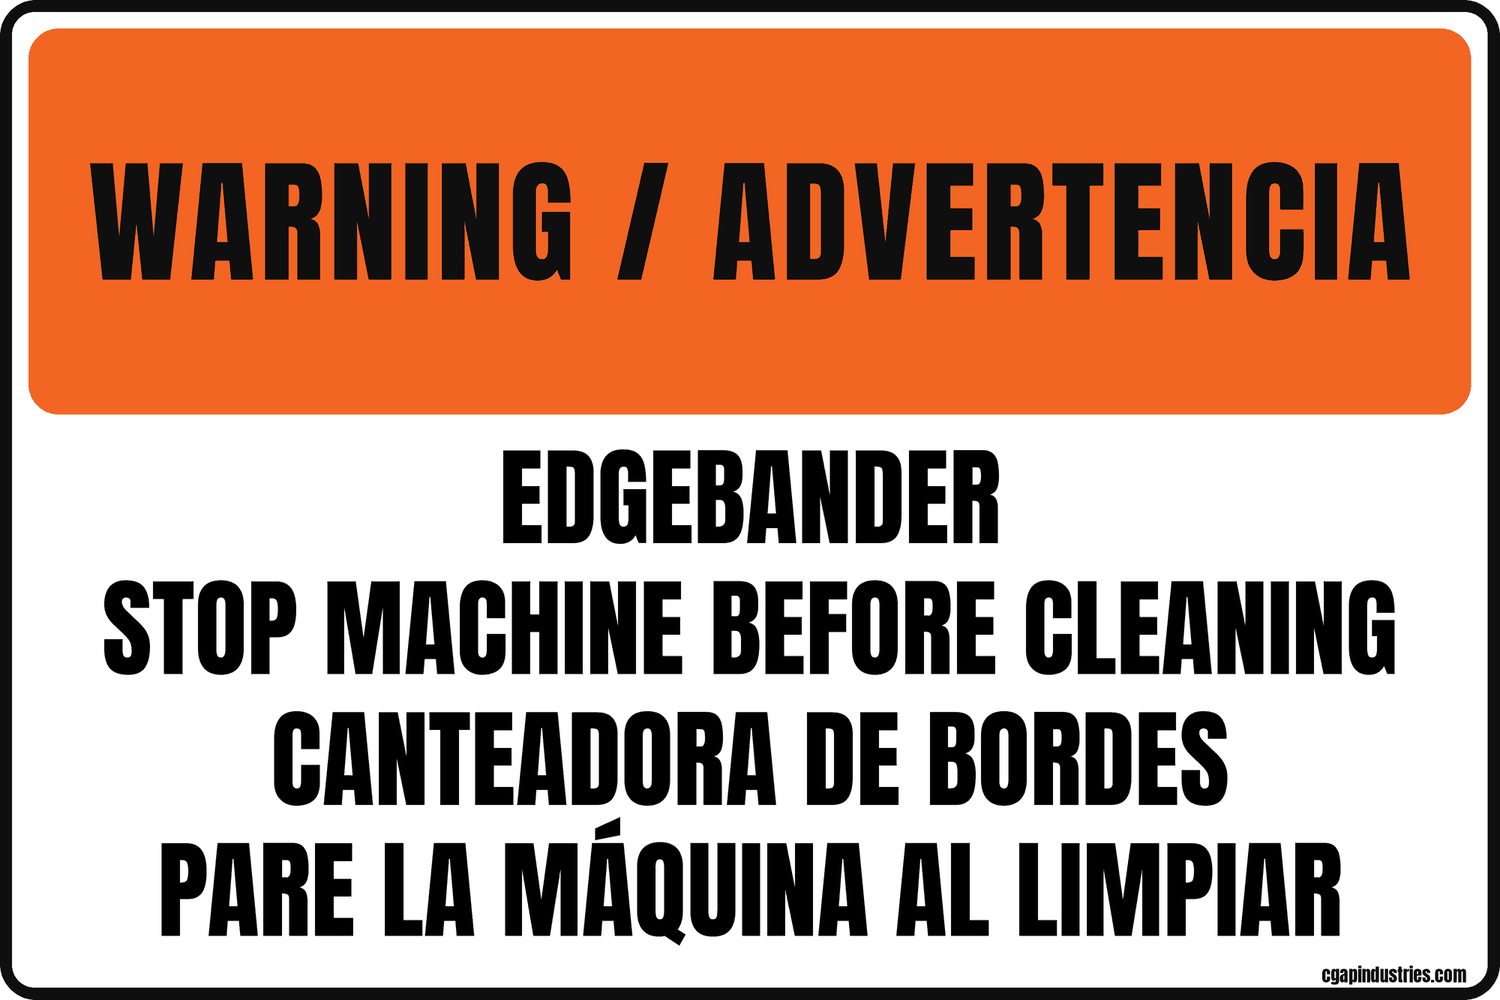 WARNING / ADVERTENCIA
EDGEBANDER
STOP MACHINE BEFORE CLEANING
CANTEADORA DE BORDES
PARE LA MÁQUINA AL LIMPIAR
cgapindustries.com